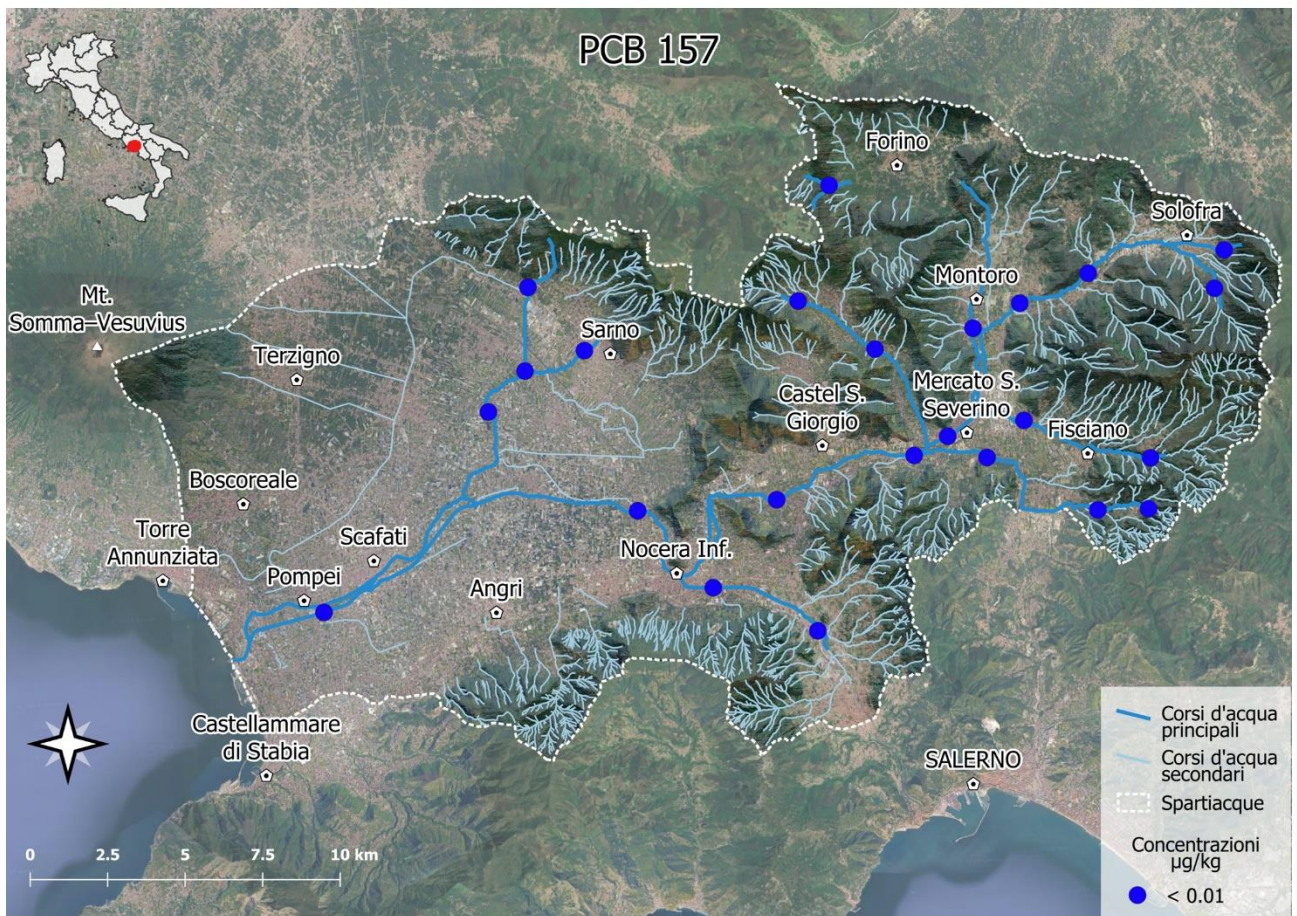 PCB 157
Forino
Solofra
Montoro
Mt.
Somma–Vesuvius
Sarno
Terzigno
Mercato S.
Severino
Castel S.
Giorgio
Fisciano
Boscoreale
Torre
Annunziata
Scafati
Nocera Inf.
Pompei
Angri
Castellammare
di Stabia
SALERNO
0 2.5 5 7.5 10 km
Corsi d'acqua
principali
Corsi d'acqua
secondari
Spartiacque
Concentrazioni
µg/kg
< 0.01